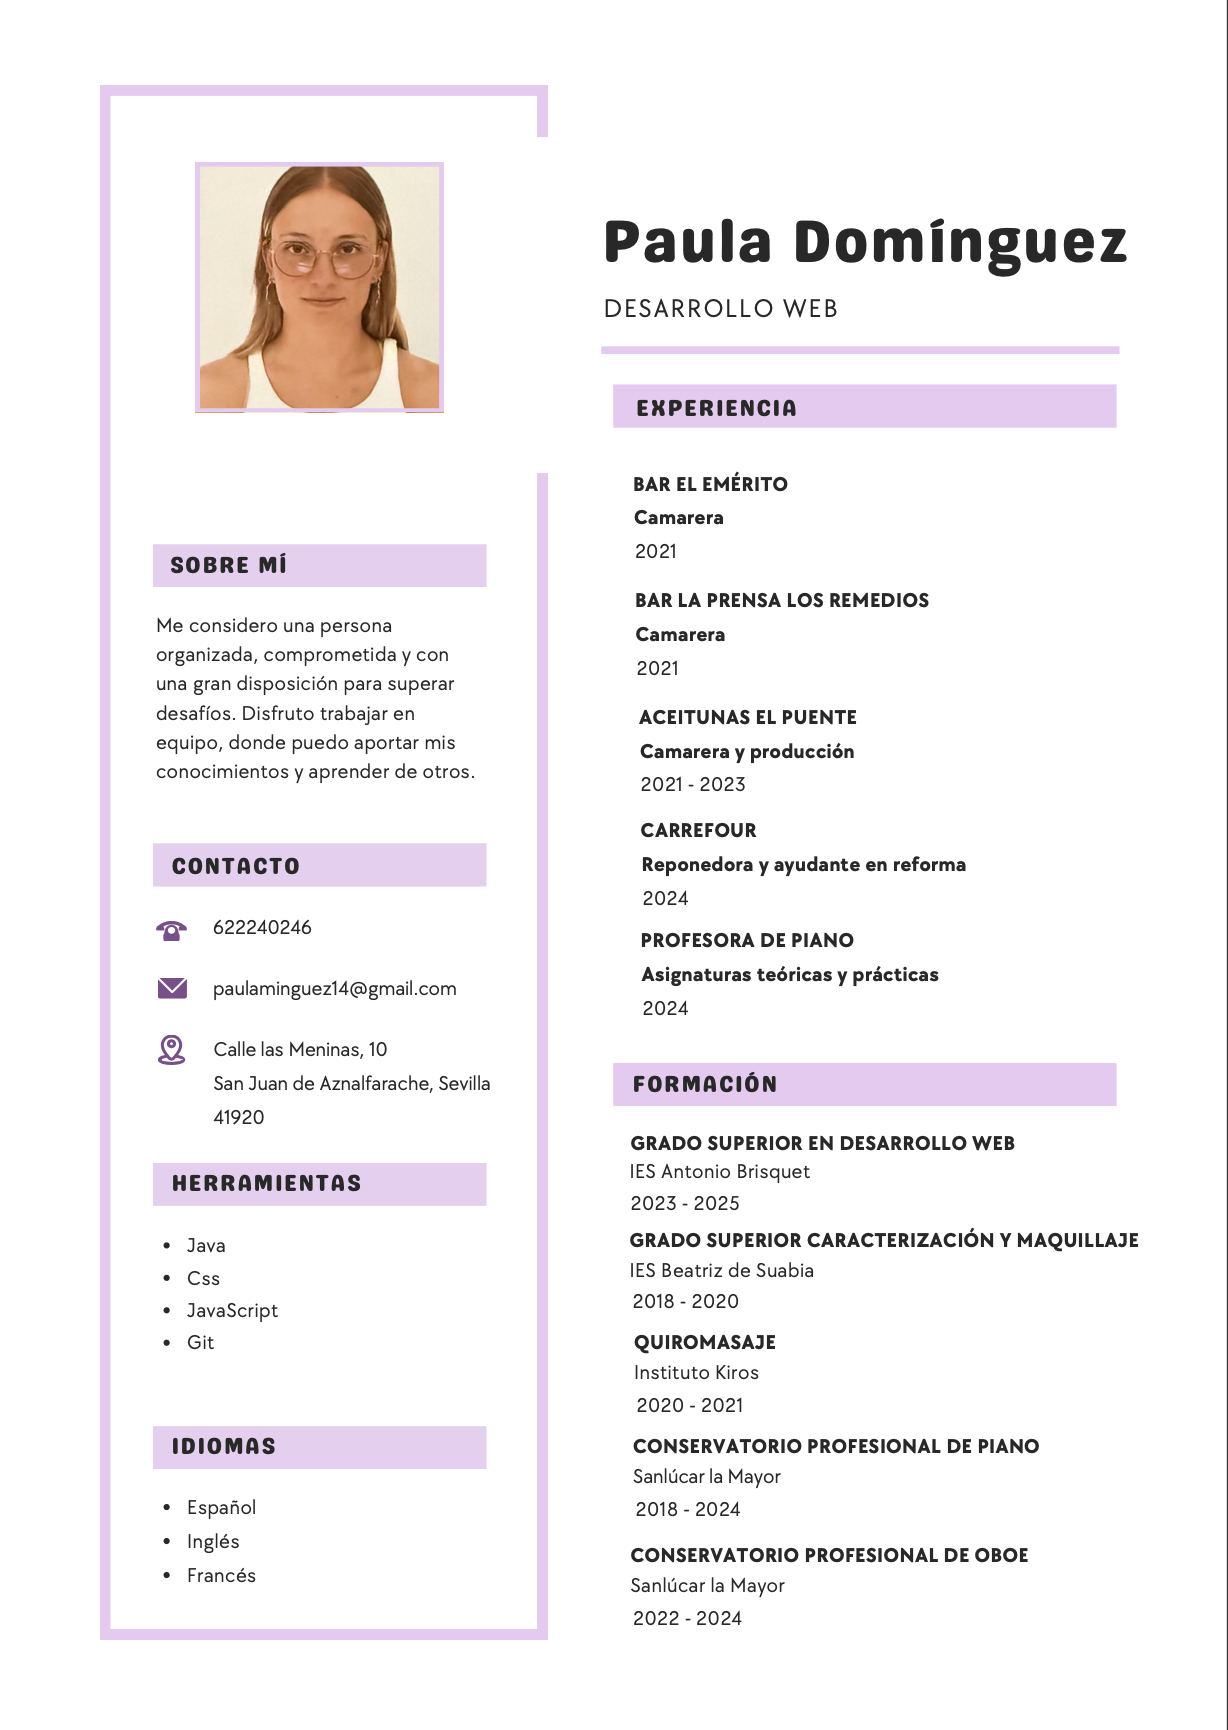 Paula Domínguez
DESARROLLO WEB
SOBRE MÍ
Me considero una persona
organizada, comprometida y con
una gran disposición para superar
desafíos. Disfruto trabajar en
equipo, donde puedo aportar mis
conocimientos y aprender de otros.
CONTACTO
622240246
paulaminguez14@gmail.com
Calle las Meninas, 10
San Juan de Aznalfarache, Sevilla
41920
HERRAMIENTAS
• Java
• Css
• JavaScript
• Git
IDIOMAS
• Español
• Inglés
• Francés
EXPERIENCIA
BAR EL EMÉRITO
Camarera
2021
BAR LA PRENSA LOS REMEDIOS
Camarera
2021
ACEITUNAS EL PUENTE
Camarera y producción
2021 - 2023
CARREFOUR
Reponedora y ayudante en reforma
2024
PROFESORA DE PIANO
Asignaturas teóricas y prácticas
2024
FORMACIÓN
GRADO SUPERIOR EN DESARROLLO WEB
IES Antonio Brisquet
2023 - 2025
GRADO SUPERIOR CARACTERIZACIÓN Y MAQUILLAJE
IES Beatriz de Suabia
2018 - 2020
QUIROMASAJE
Instituto Kiros
2020 - 2021
CONSERVATORIO PROFESIONAL DE PIANO
Sanlúcar la Mayor
2018 - 2024
CONSERVATORIO PROFESIONAL DE OBOE
Sanlúcar la Mayor
2022 - 2024